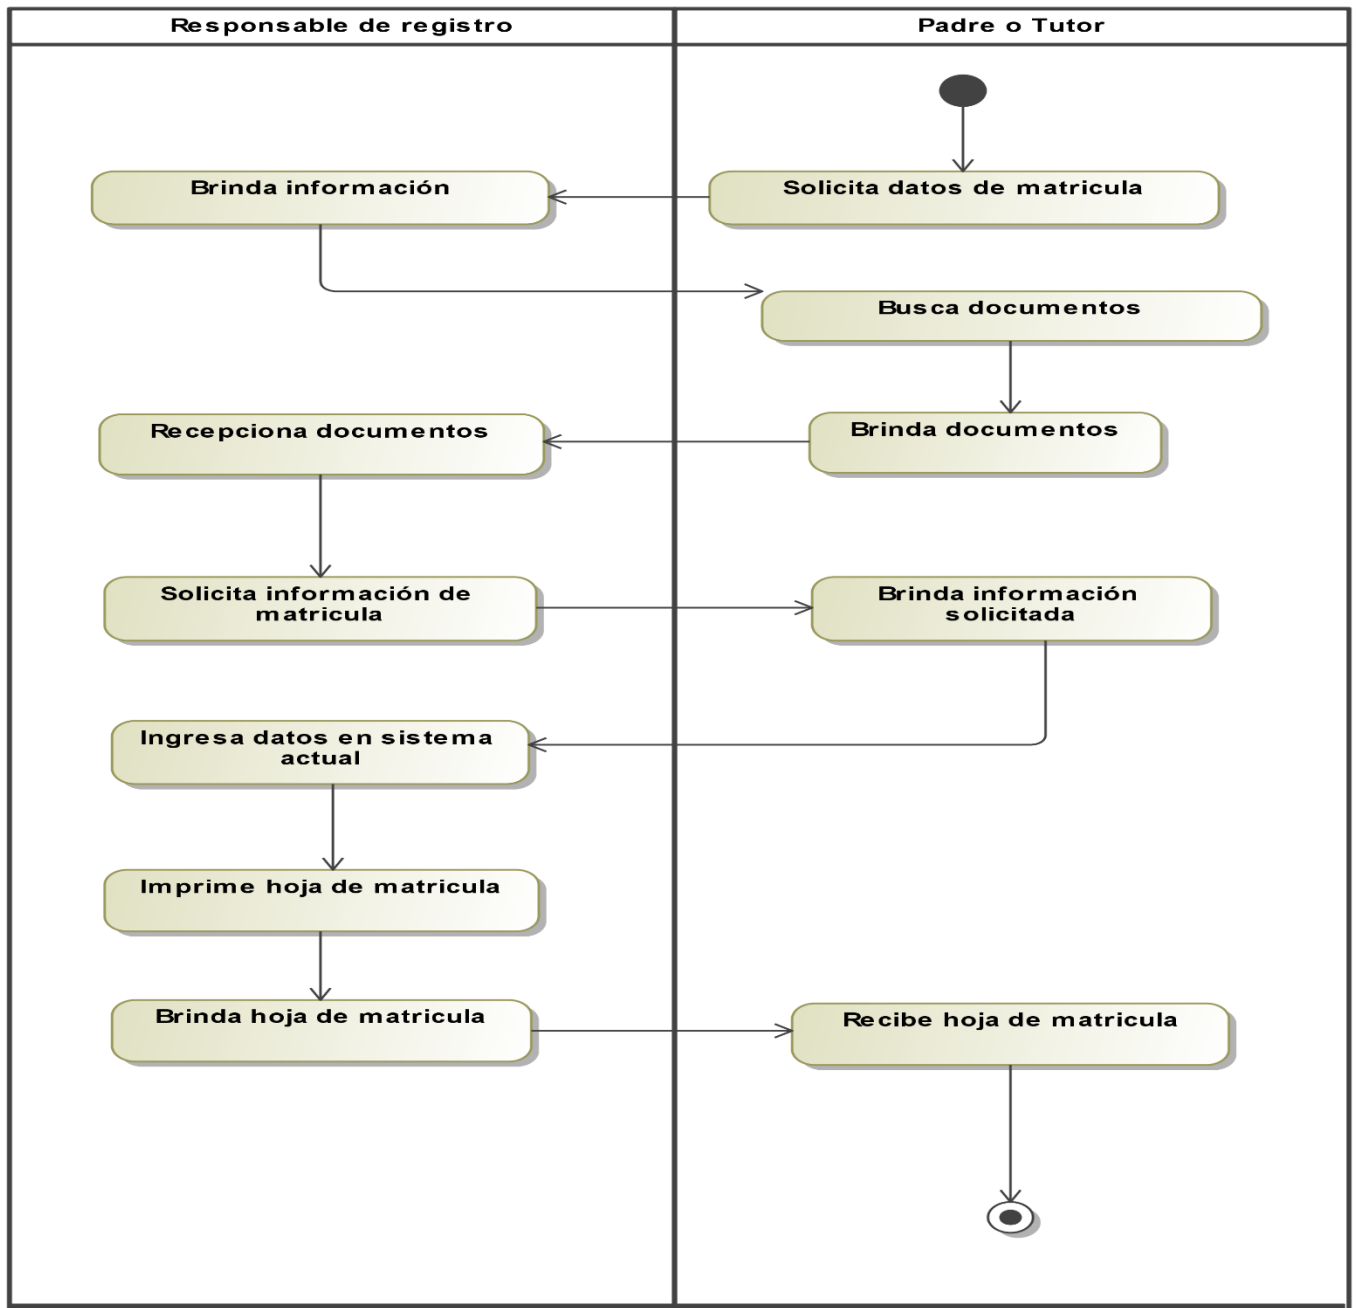 Responsable de registro
Padre o Tutor
Solicita datos de matricula
Brinda información
Busca documentos
Brinda documentos
Recepciona documentos
Solicita información de
matricula
Brinda información
solicitada
Ingresa datos en sistema
actual
Imprime hoja de matricula
Brinda hoja de matricula
Recibe hoja de matricula